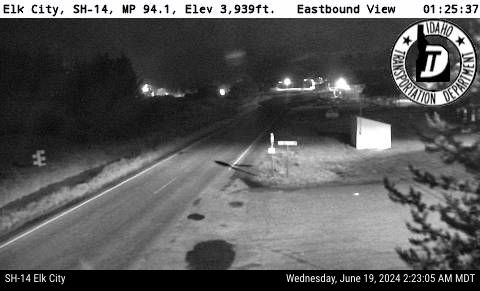 Elk City, SH-14, MP 94.1, Elev 3,939ft. Eastbound View 01:25:37
IDAHO
TRANSPORTATION DEPARTMENT
SH-14 Elk City Wednesday, June 19, 2024 2:23:05 AM MDT